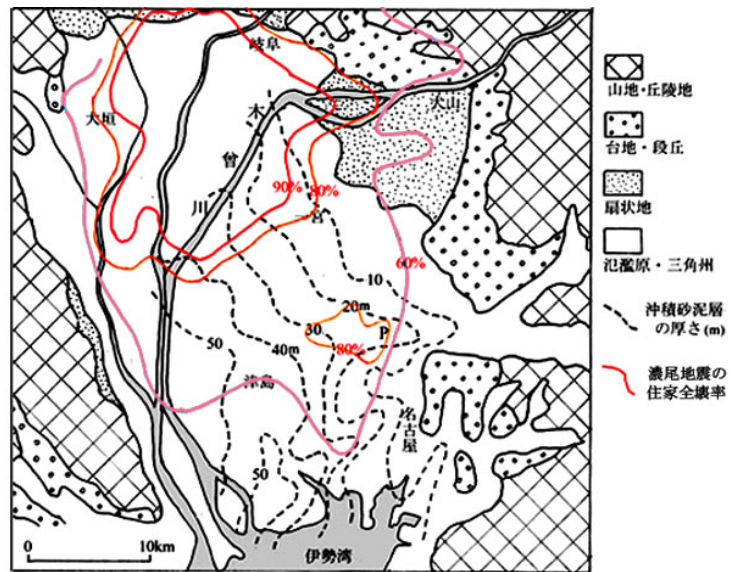 岐阜
大垣
木
曽
川
犬山
90%
80%
一宮
60%
10
20m
30
P
80%
50
40m
津島
名古屋
50
0
10km
伊勢湾
山地・丘陵地
台地・段丘
扇状地
氾濫原・三角州
沖積砂泥層
の厚さ(m)
濃尾地震の
住家全壊率